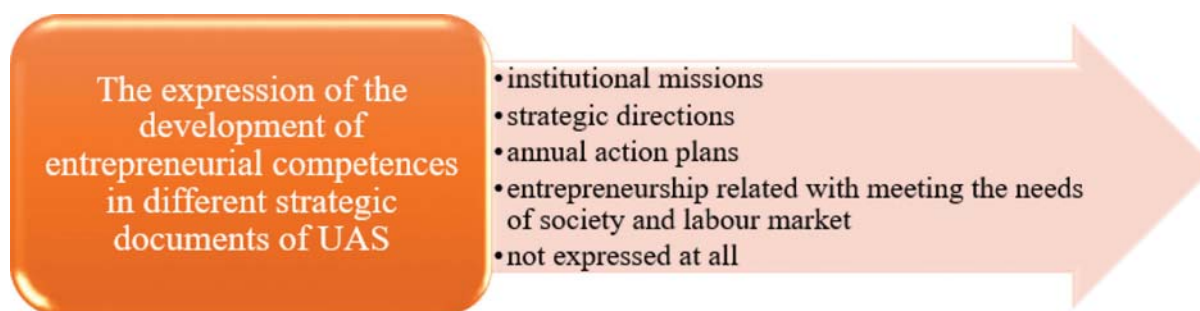 The expression of the
development of
entrepreneurial competences
in different strategic
documents of UAS
•institutional missions
•strategic directions
•annual action plans
•entrepreneurship related with meeting the needs
of society and labour market
•not expressed at all